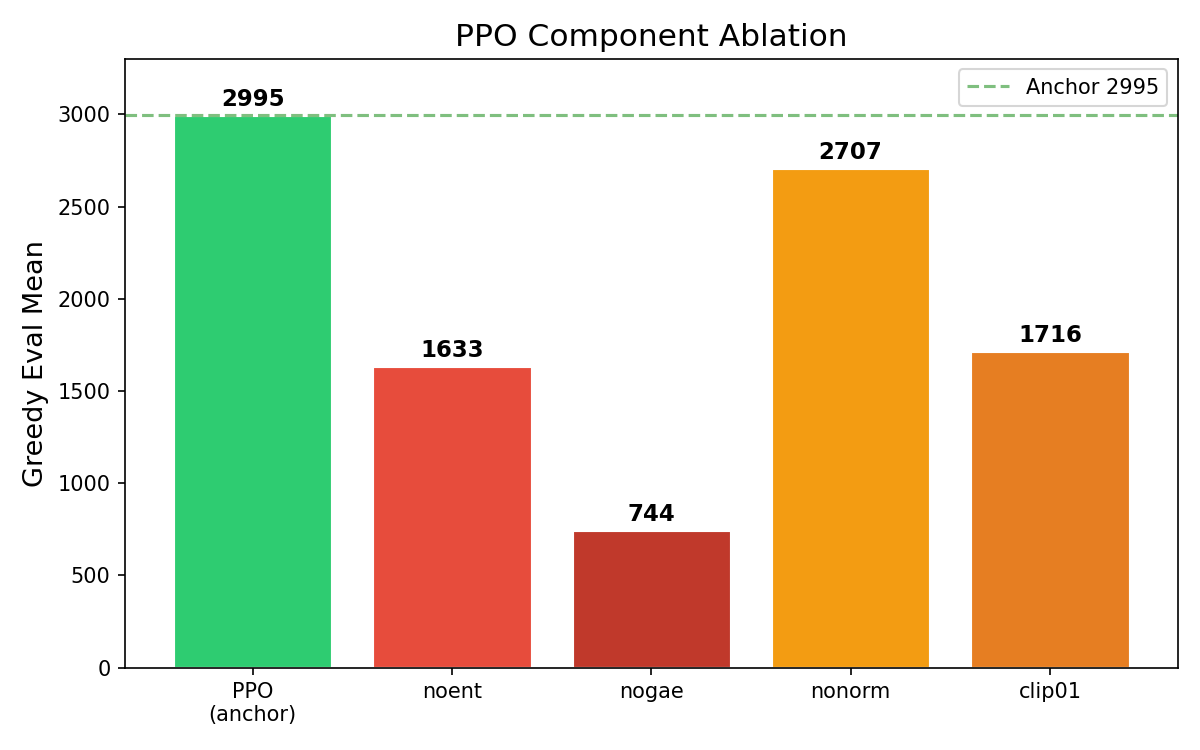 PPO Component Ablation
Anchor 2995
Greedy Eval Mean
3000
2500
2000
1500
1000
500
0
2995
1633
744
2707
1716
PPO
(anchor)
noent
nogae
nonorm
clip01